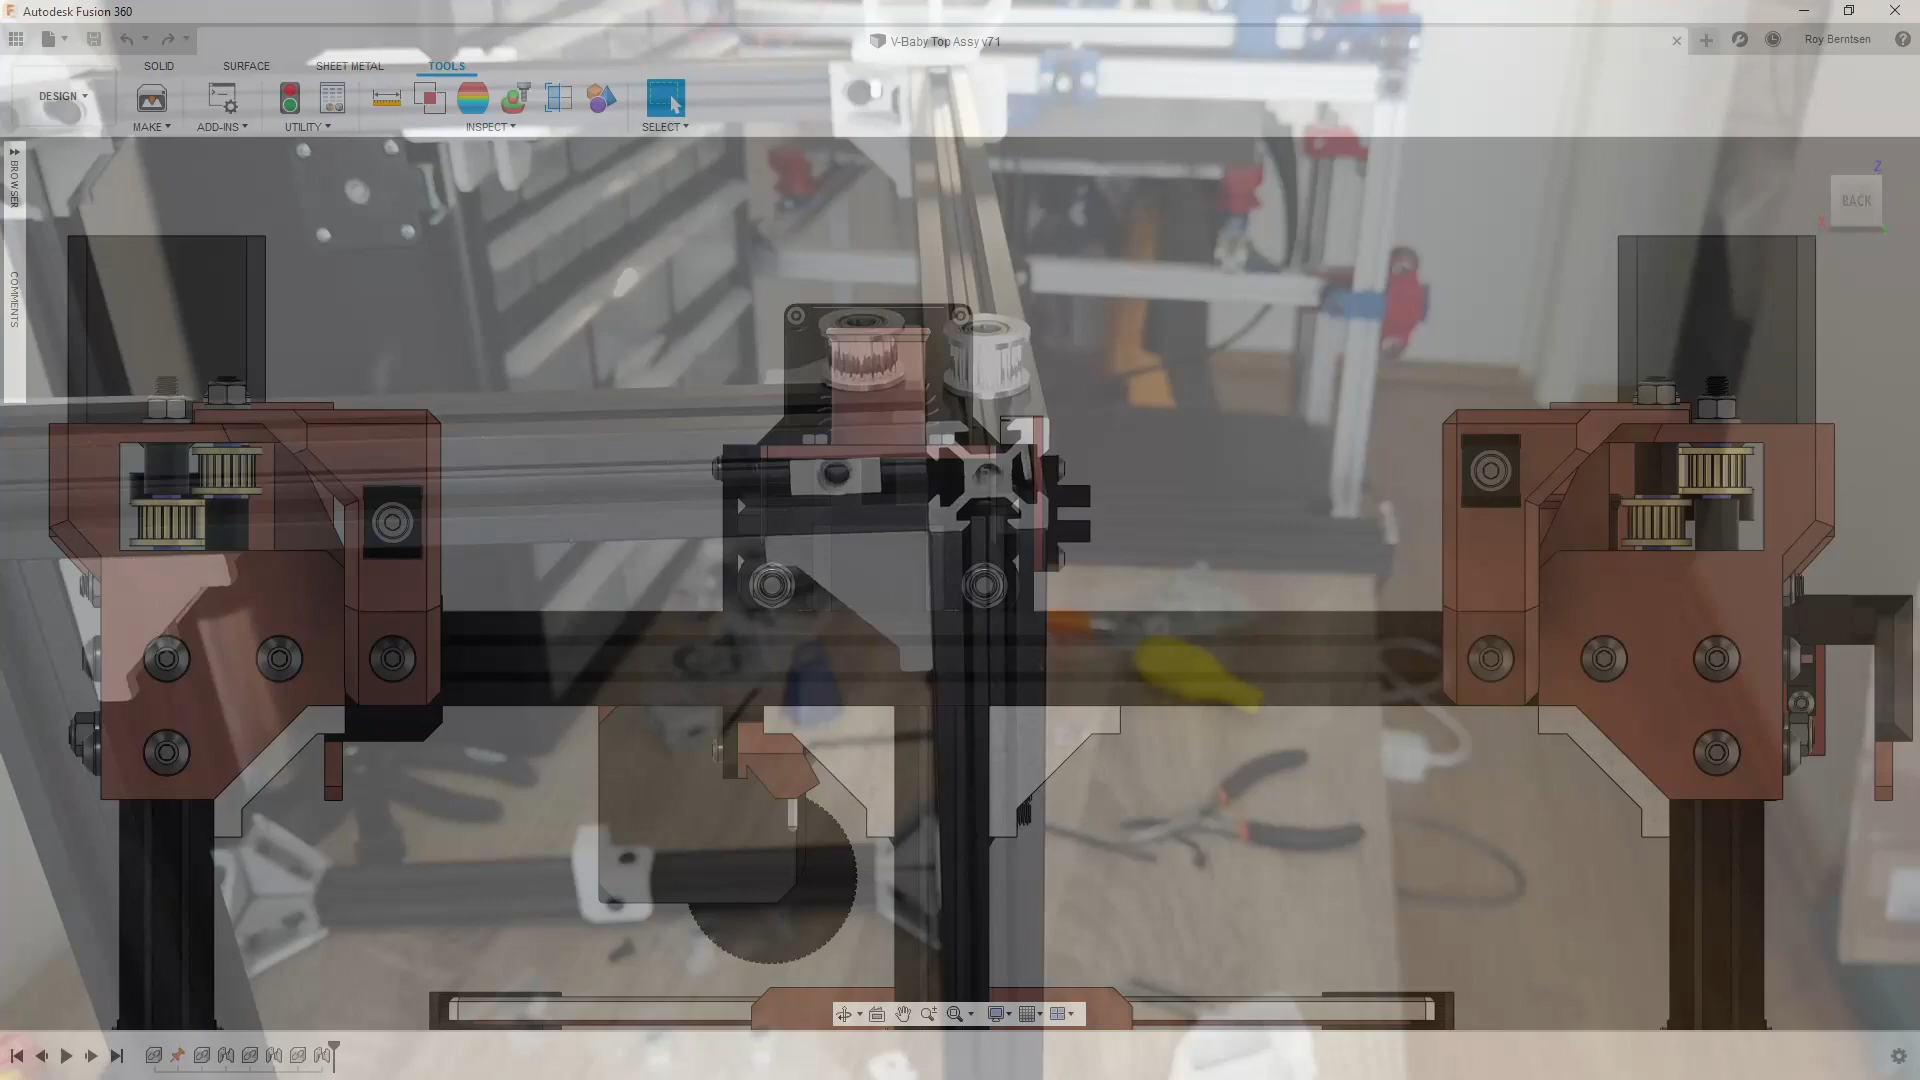 Autodesk Fusion 360
V-Baby Top Assy v71
Roy Berntsen
SOLID
SURFACE
SHEET METAL
TOOLS
DESIGN
MAKE
ADD-INS
UTILITY
INSPECT
SELECT
BROWSER
COMMENTS
Z
BACK
X